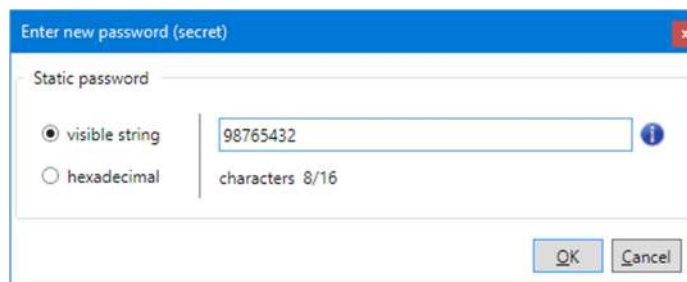 Enter new password (secret)
x
Static password
visible string
98765432
i
hexadecimal
characters 8/16
OK
Cancel